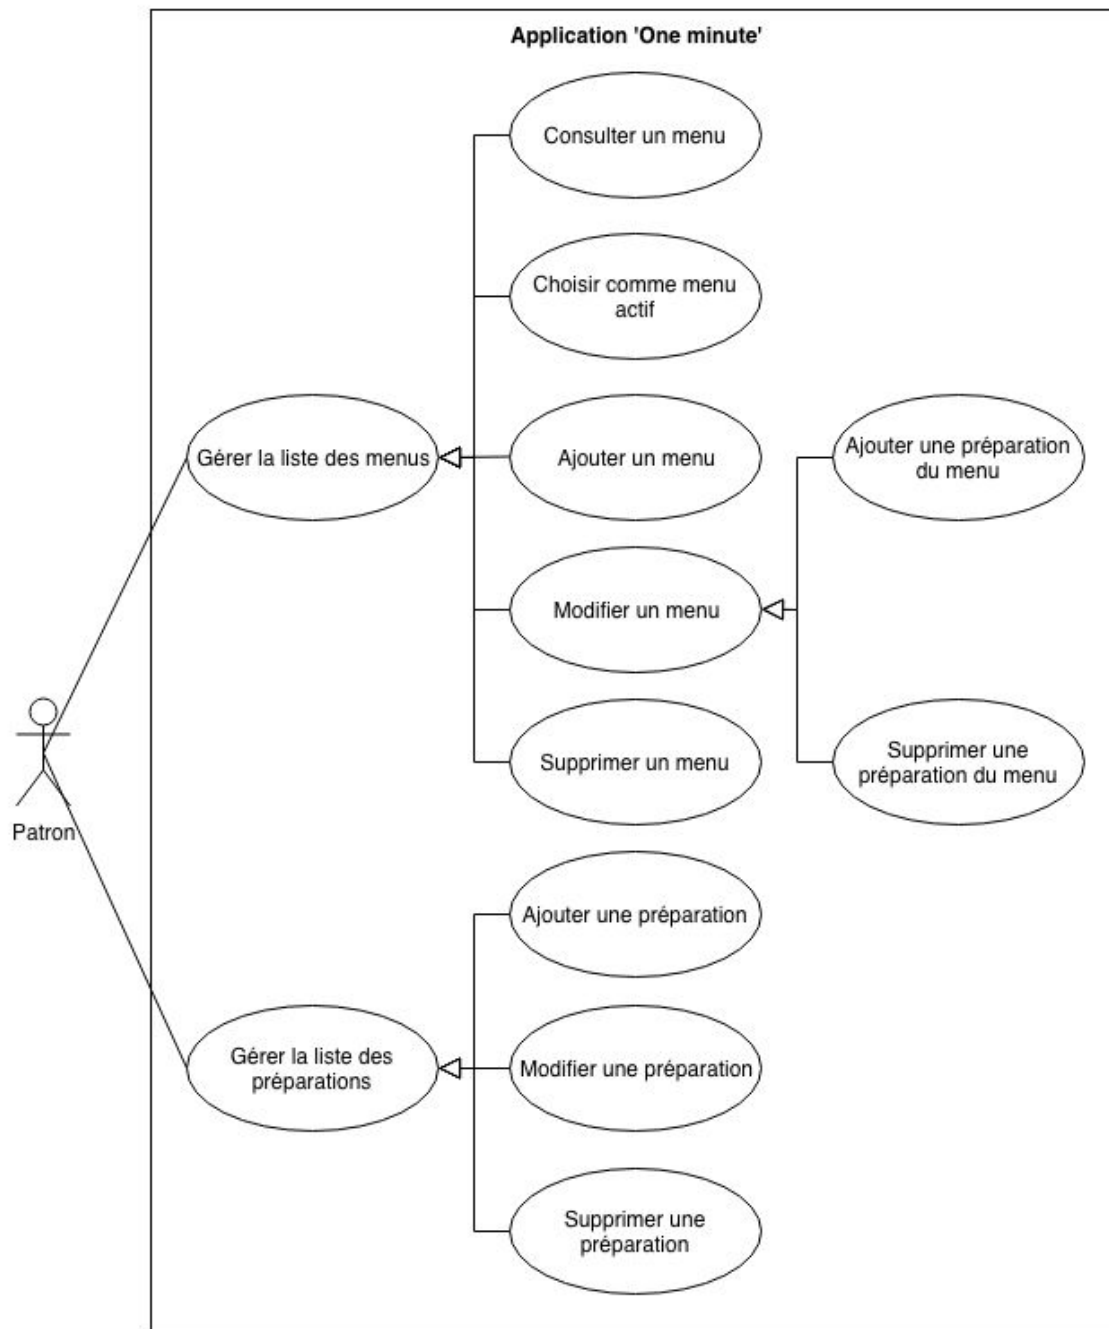 Application 'One minute'
Consulter un menu
Choisir comme menu
actif
Gérer la liste des menus
Ajouter un menu
Ajouter une préparation
du menu
Modifier un menu
Supprimer un menu
Supprimer une
préparation du menu
Patron
Ajouter une préparation
Gérer la liste des
préparations
Modifier une préparation
Supprimer une
préparation